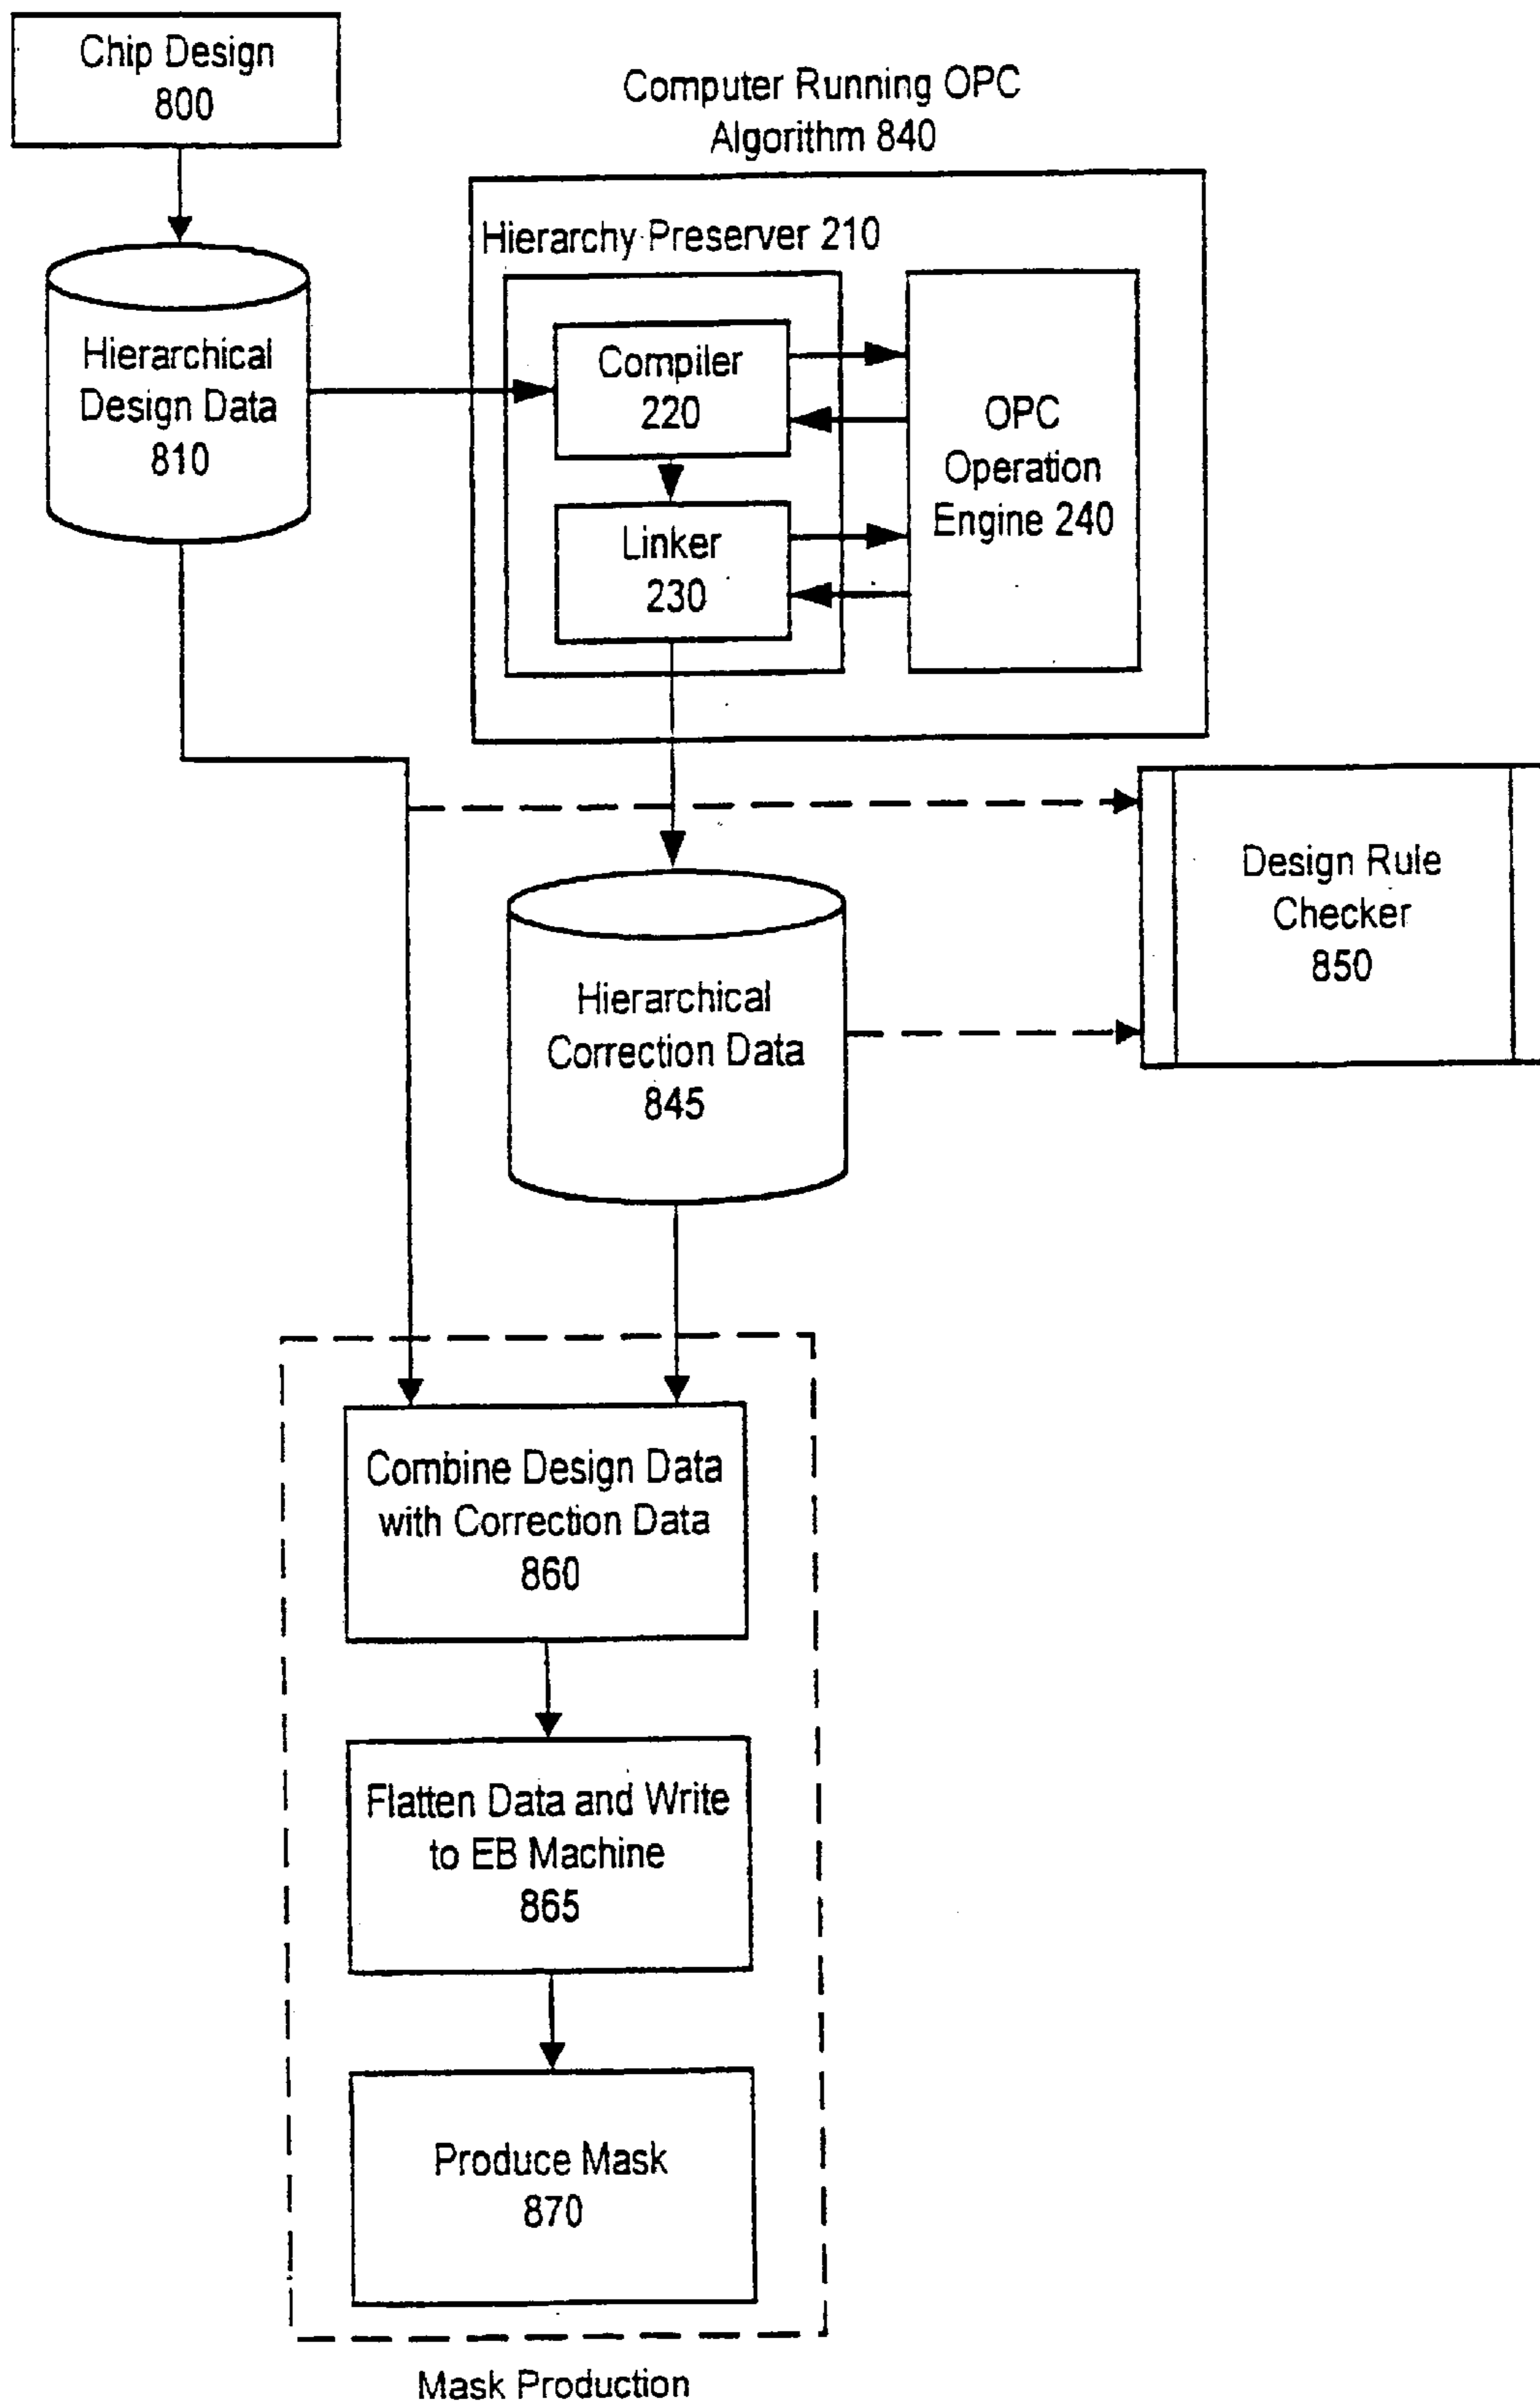 Chip Design
800
Computer Running OPC
Algorithm 840
Hierarchy Preserver 210
Hierarchical
Design Data
810
Compiler
220
OPC
Operation
Engine 240
Linker
230
Design Rule
Checker
850
Hierarchical
Correction Data
845
Combine Design Data
with Correction Data
860
Flatten Data and Write
to EB Machine
865
Produce Mask
870
Mask Production